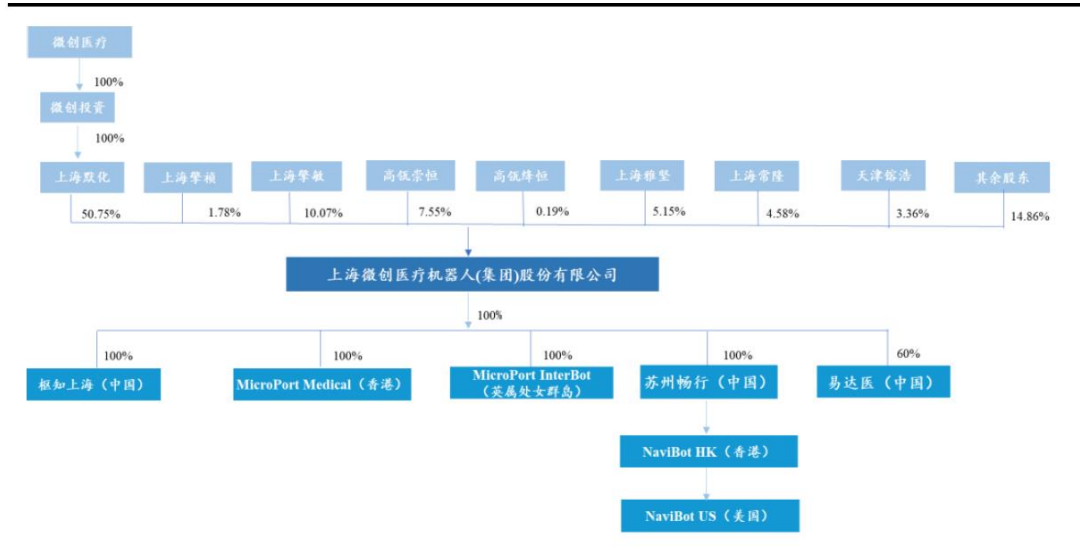 微创医疗
100%
微创投资
100%
上海默化
上海擎祯
上海擎敏
高瓴崇恒
高瓴绛恒
上海雅坚
上海常隆
天津镕浩
其余股东
50.75%
1.78%
10.07%
7.55%
0.19%
5.15%
4.58%
3.36%
14.86%
上海微创医疗机器人(集团)股份有限公司
100%
100%
100%
100%
100%
60%
枢知上海（中国）
MicroPort Medical（香港）
MicroPort InterBot
（英属处女群岛）
苏州畅行（中国）
易达医（中国）
NaviBot HK（香港）
NaviBot US（美国）